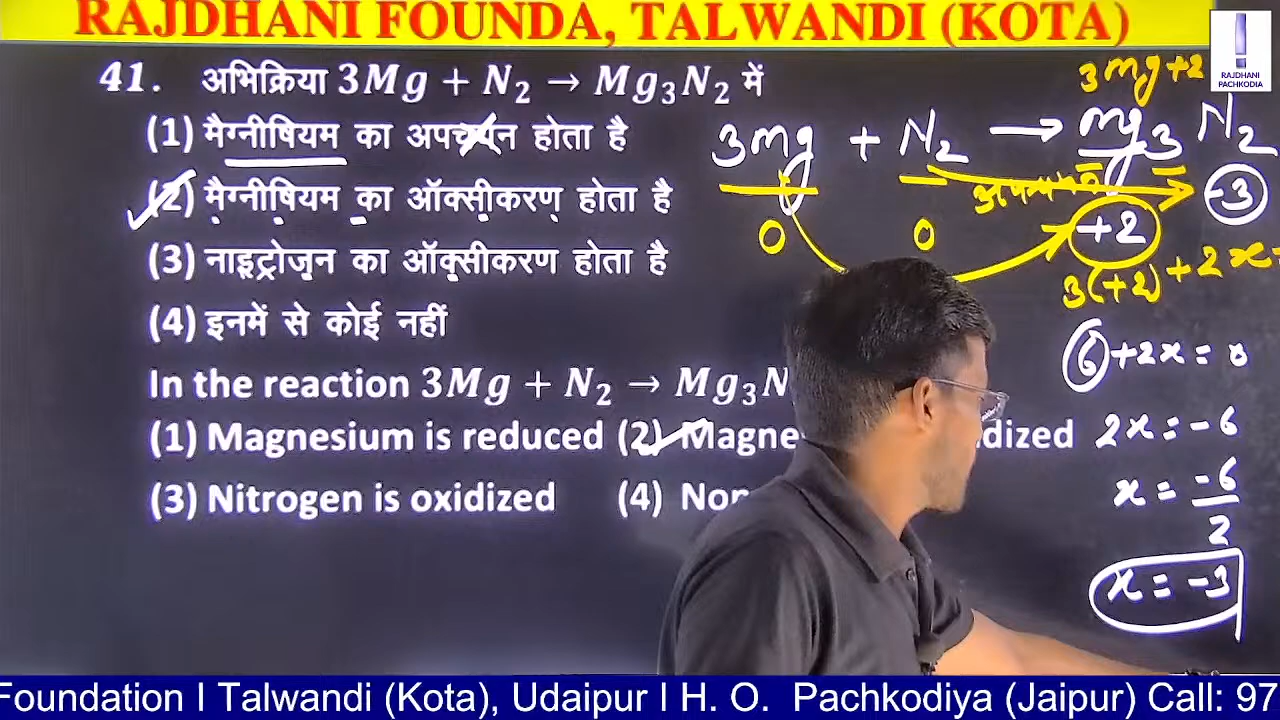 RAJDHANI FOUNDA, TALWANDI (KOTA)
RAJDHANI
PACHKODIA
41. अभिक्रिया 3Mg + N₂ → Mg₃N₂ में
(1) मैग्नीषियम का अपचयन होता है
(2) मैग्नीषियम का ऑक्सीकरण होता है
(3) नाइट्रोजन का ऑक्सीकरण होता है
(4) इनमें से कोई नहीं
In the reaction 3Mg + N₂ → Mg₃N
(1) Magnesium is reduced (2) Magne dized
(3) Nitrogen is oxidized (4) Non
3mg+2
3Mg + N₂ → mg₃ N₂
अपचयन
0 0 +2 -3
3(+2)+2x=
6+2x=0
2x=-6
x = -6/2
x = -3
Foundation I Talwandi (Kota), Udaipur I H. O. Pachkodiya (Jaipur) Call: 97